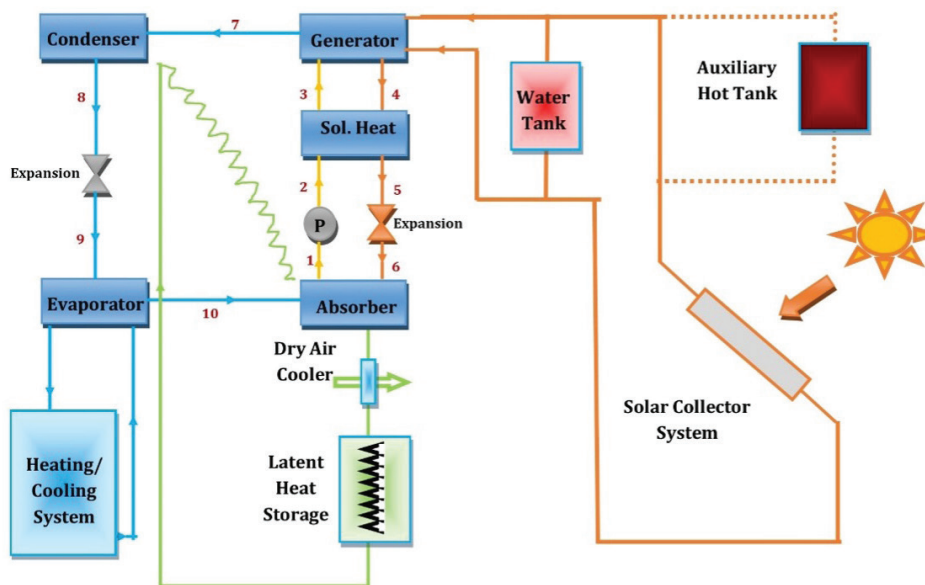 Condenser
7
Generator
Auxiliary
Hot Tank
Water
Tank
8
3
4
Sol. Heat
Expansion
2
5
P
Expansion
9
1
6
Evaporator
10
Absorber
Dry Air
Cooler
Solar Collector
System
Heating/
Cooling
System
Latent
Heat
Storage